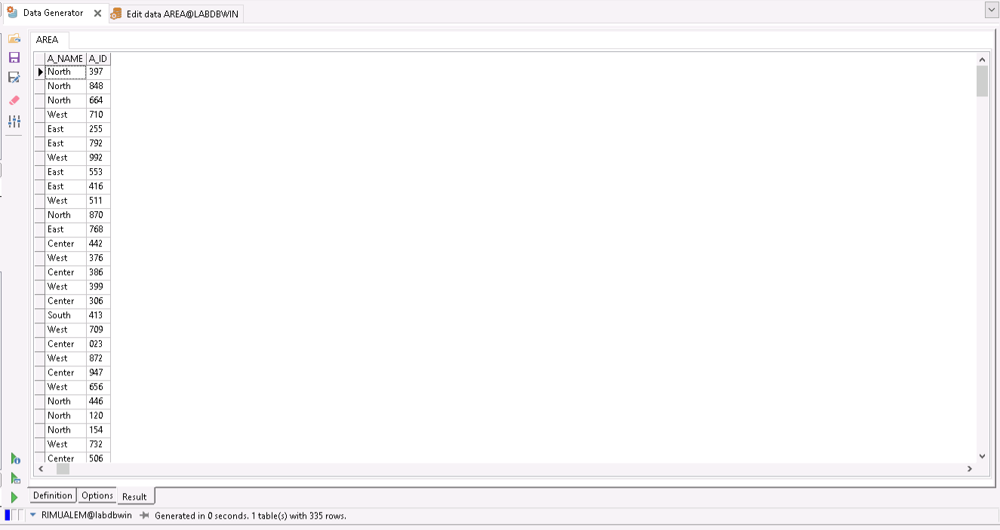 Data Generator Edit data AREA@LABDBWIN
AREA
A_NAME A_ID
North 397
North 848
North 664
West 710
East 255
East 792
West 992
East 553
East 416
West 511
North 870
East 768
Center 442
West 376
Center 386
West 399
Center 306
South 413
West 709
Center 023
West 872
Center 947
West 656
North 446
North 120
North 154
West 732
Center 506
Definition Options Result
RIMUALEM@labdbwin Generated in 0 seconds. 1 table(s) with 335 rows.